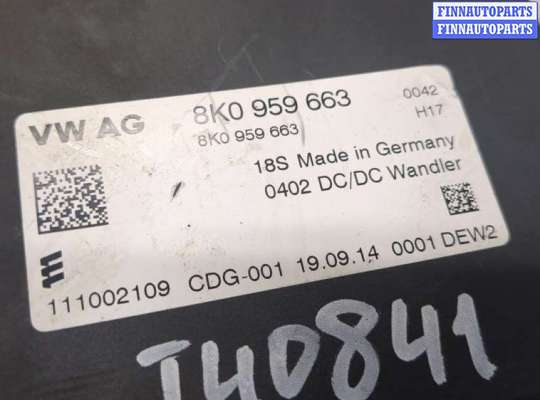 FINNAUTOPARTS
FINNAUTOPARTS
VW AG 8K0 959 663 0042
8K0 959 663 H17
18S Made in Germany
0402 DC/DC Wandler
111002109 CDG-001 19.09.14 0001 DEW2
T40841